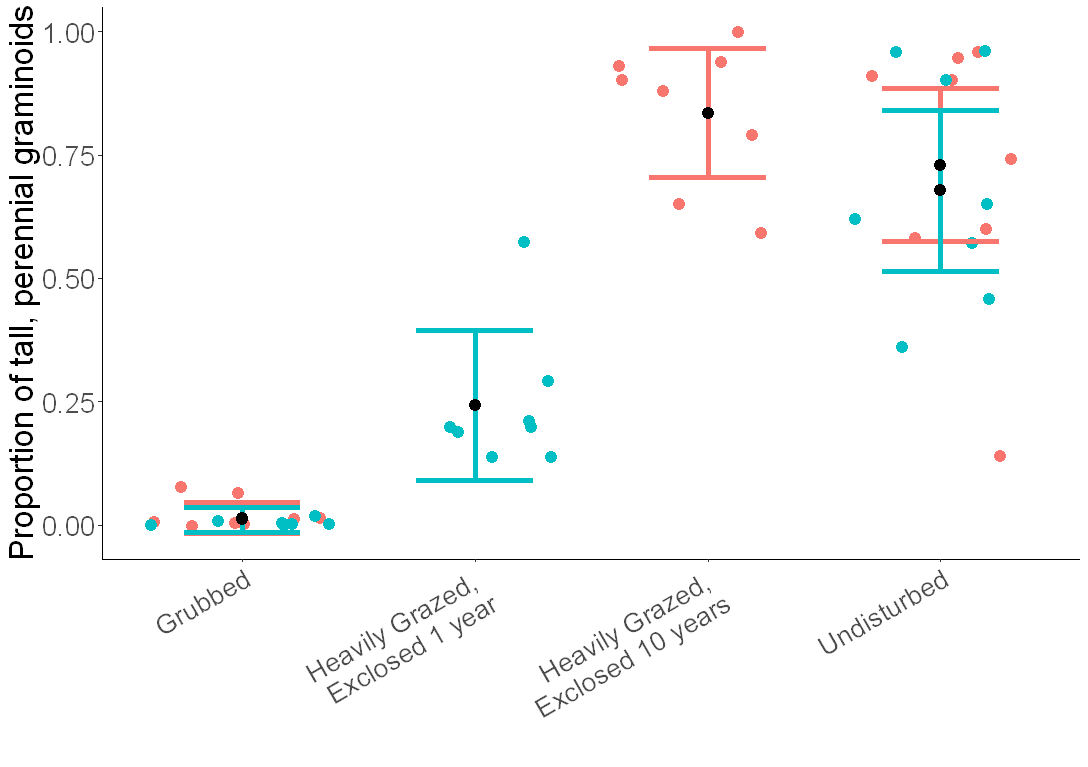 Proportion of tall, perennial graminoids
1.00
0.75
0.50
0.25
0.00
Grubbed
Heavily Grazed,
Exclosed 1 year
Heavily Grazed,
Exclosed 10 years
Undisturbed